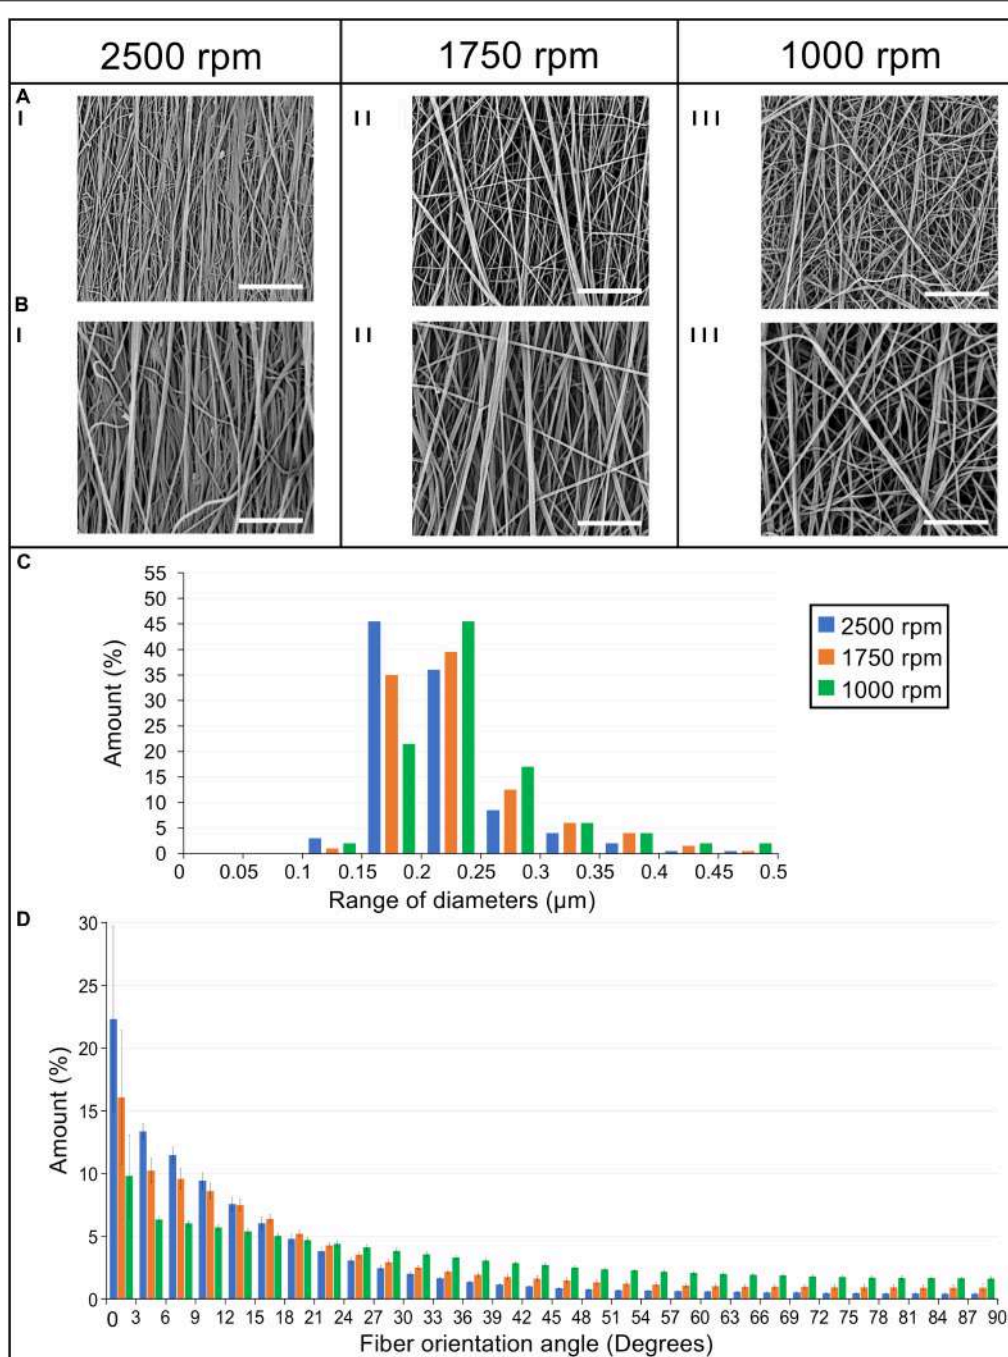 2500 rpm 1750 rpm 1000 rpm
A
I II III
B
I II III
C
55
50
45
40
35
30
25
20
15
10
5
0
Amount (%)
0 0.05 0.1 0.15 0.2 0.25 0.3 0.35 0.4 0.45 0.5
Range of diameters (µm)
2500 rpm
1750 rpm
1000 rpm
D
30
25
20
15
10
5
0
Amount (%)
0 3 6 9 12 15 18 21 24 27 30 33 36 39 42 45 48 51 54 57 60 63 66 69 72 75 78 81 84 87 90
Fiber orientation angle (Degrees)